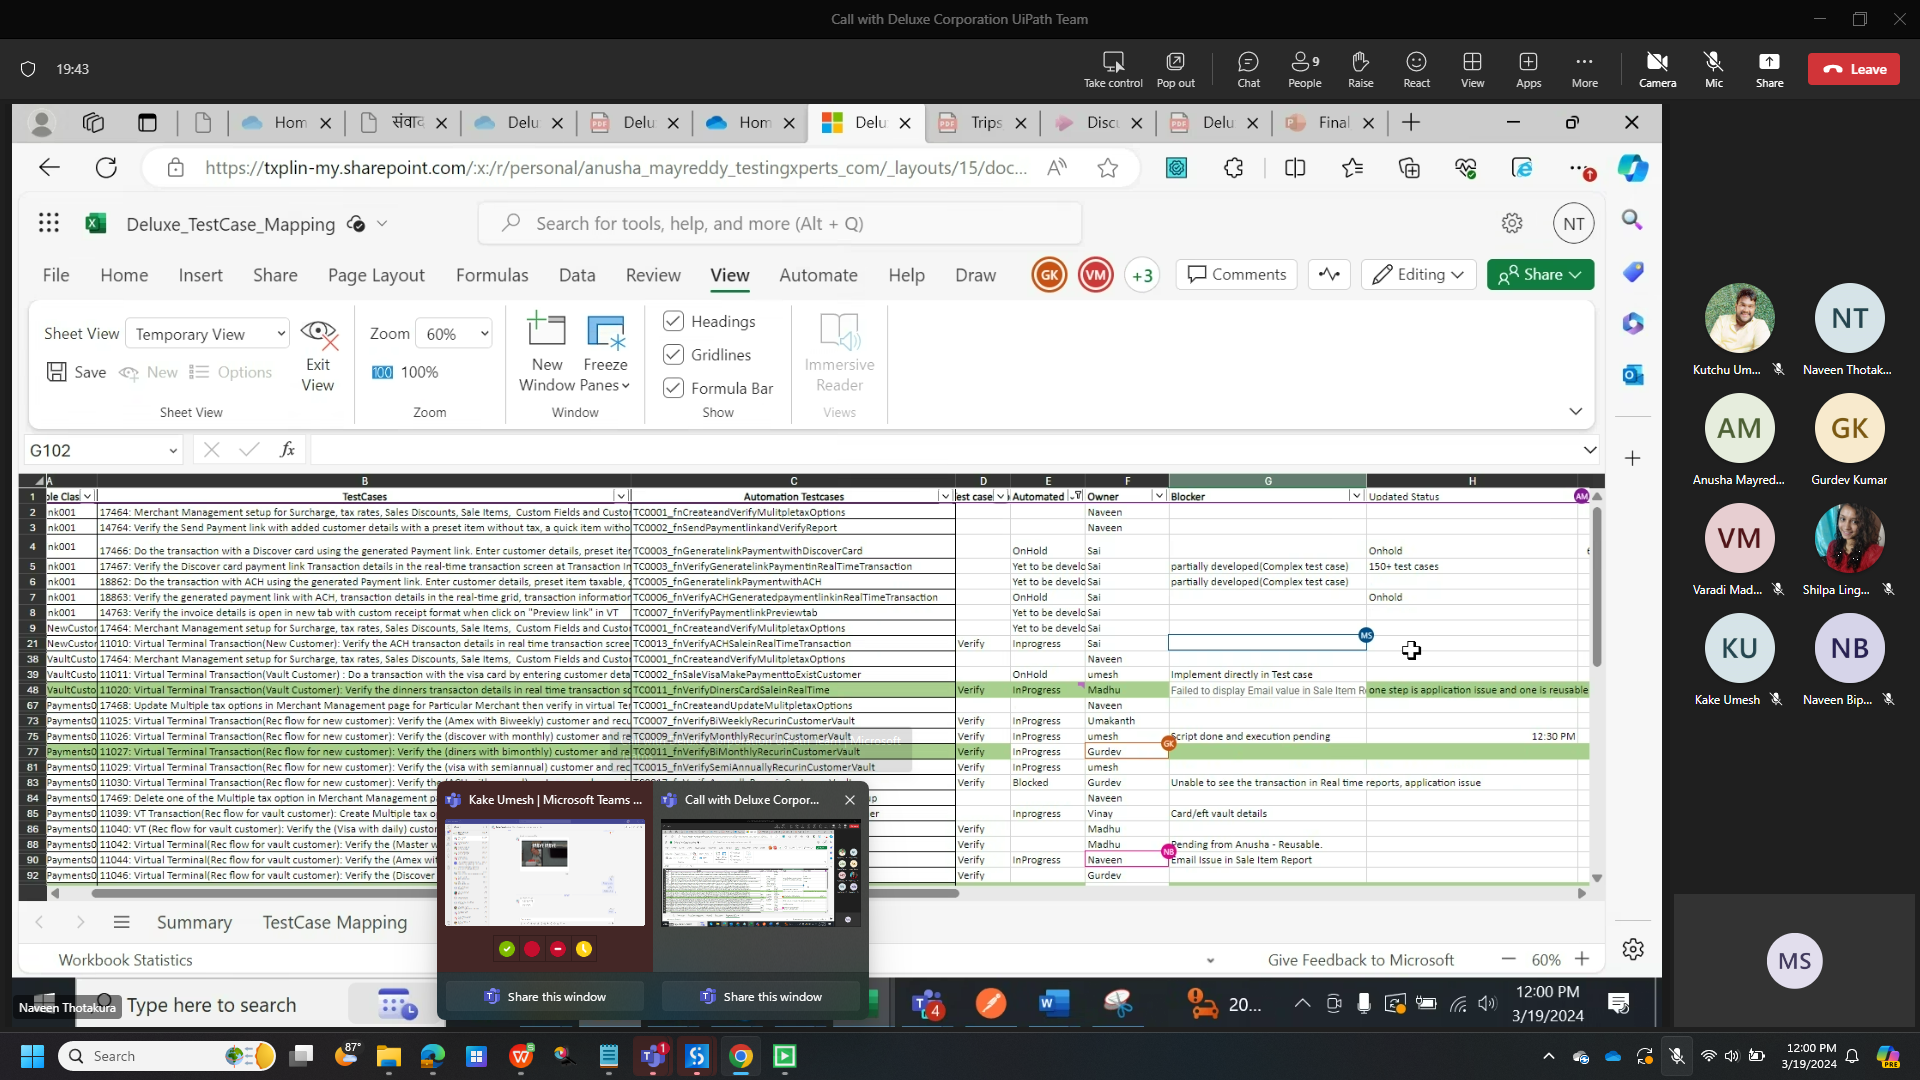 Call with Deluxe Corporation UiPath Team
19:43
Take control
Pop out
Chat
People
9
Raise
React
View
Apps
More
Camera
Mic
Share
Leave
Hom
संवाद
Delu
Delu
Hom
Delu
Trips
Discu
Delu
Final
https://txplin-my.sharepoint.com/:x:/r/personal/anusha_mayreddy_testingxperts_com/_layouts/15/doc...
Deluxe_TestCase_Mapping
Search for tools, help, and more (Alt + Q)
NT
File Home Insert Share Page Layout Formulas Data Review View Automate Help Draw
GK VM +3
Comments
Editing
Share
Sheet View
Temporary View
Save New Options
Exit View
Sheet View
Zoom 60%
100%
Zoom
New Window
Freeze Panes
Window
Headings
Gridlines
Formula Bar
Show
Immersive Reader
Views
G102
fx
A B C D E F G H
1 ole Clas TestCases Automation Testcases est case Automated Owner Blocker Updated Status AM
2 nk001 17464: Merchant Management setup for Surcharge, tax rates, Sales Discounts, Sale Items, Custom Fields and Custo TC0001_fnCreateandVerifyMulitpletaxOptions Naveen
3 nk001 14764: Verify the Send Payment link with added customer details with a preset item without tax, a quick item witho TC0002_fnSendPaymentlinkandVerifyReport Naveen
4 nk001 17466: Do the transaction with a Discover card using the generated Payment link. Enter customer details, preset iter TC0003_fnGeneratelinkPaymentwithDiscoverCard OnHold Sai Onhold
5 nk001 17467: Verify the Discover card payment link Transaction details in the real-time transaction screen at Transaction In TC0003_fnVerifyGeneratelinkPaymentinRealTimeTransaction Yet to be develo Sai partially developed(Complex test case) 150+ test cases
6 nk001 18862: Do the transaction with ACH using the generated Payment link. Enter customer details, preset item taxable, q TC0005_fnGenerateinkPaymentwithACH Yet to be develo Sai partially developed(Complex test case)
7 nk001 18863: Verify the generated payment link with ACH, transaction details in the real-time grid, transaction informatior TC0006_fnVerifyACHGeneratedpaymentlinkinRealTimeTransaction OnHold Sai Onhold
8 nk001 14763: Verify the invoice details is open in new tab with custom receipt format when click on "Preview link" in VT TC0007_fnVerifyPaymentlinkPreviewtab Yet to be develo Sai
9 NewCustor 17464: Merchant Management setup for Surcharge, tax rates, Sales Discounts, Sale Items, Custom Fields and Custo TC0001_fnCreateandVerifyMulitpletaxOptions Yet to be develo Sai
21 NewCustor 11010: Virtual Terminal Transaction(New Customer): Verify the ACH transacton details in real time transaction scree TC0013_fnVerifyACHSaleinRealTimeTransaction Verify Inprogress Sai MS
38 VaultCusto 17464: Merchant Management setup for Surcharge, tax rates, Sales Discounts, Sale Items, Custom Fields and Custo TC0001_fnCreateandVerifyMulitpletaxOptions Naveen
39 VaultCusto 11011: Virtual Terminal Transaction(Vault Customer) : Do a transaction with the visa card by entering customer deta TC0002_fnSaleVisaMakePaymenttoExistCustomer OnHold umesh Implement directly in Test case
48 VaultCusto 11020: Virtual Terminal Transaction(Vault Customer): Verify the dinners transacton details in real time transaction sc TC0011_fnVerifyDinersCardSaleinRealTime Verify InProgress Madhu Failed to display Email value in Sale Item R one step is application issue and one is reusable
67 Payments0 17468: Update Multiple tax options in Merchant Management page for Particular Merchant then verify in virtual Ter TC0001_fnCreateandUpdateMulitpletaxOptions Naveen
73 Payments0 11025: Virtual Terminal Transaction(Rec flow for new customer): Verify the (Amex with Biweekly) customer and recu TC0007_fnVerifyBiWeeklyRecurinCustomerVault Verify InProgress Umakanth
75 Payments0 11026: Virtual Terminal Transaction(Rec flow for new customer): Verify the (discover with monthly) customer and re TC0009_fnVerifyMonthlyRecurinCustomerVault Verify InProgress umesh Script done and execution pending 12:30 PM
77 Payments0 11027: Virtual Terminal Transaction(Rec flow for new customer): Verify the (diners with bimonthly) customer and re TC0011_fnVerifyBiMonthlyRecurinCustomerVault Verify InProgress Gurdev GK
81 Payments0 11029: Virtual Terminal Transaction(Rec flow for new customer): Verify the (visa with semiannual) customer and rec TC0015_fnVerifySemiAnnuallyRecurinCustomerVault Verify InProgress umesh
83 Payments0 11030: Virtual Terminal Transaction(Rec flow for new customer): Verify the Verify Blocked Gurdev Unable to see the transaction in Real time reports, application issue
84 Payments0 17469: Delete one of the Multiple tax option in Merchant Management p Naveen
85 Payments0 11039: VT Transaction(Rec flow for vault customer): Create Multiple tax op er Inprogress Vinay Card/eft vault details
86 Payments0 11040: VT (Rec flow for vault customer): Verify the (Visa with daily) custom Verify Madhu
88 Payments0 11042: Virtual Terminal(Rec flow for vault customer): Verify the (Master w Verify Madhu Pending from Anusha - Reusable.
90 Payments0 11044: Virtual Terminal(Rec flow for vault customer): Verify the (Amex wit Verify InProgress Naveen NB Email Issue in Sale Item Report
92 Payments0 11046: Virtual Terminal(Rec flow for vault customer): Verify the (Discover Verify Gurdev
Kake Umesh | Microsoft Teams ...
Call with Deluxe Corpor...
Share this window
Share this window
Summary
TestCase Mapping
Workbook Statistics
Give Feedback to Microsoft
60%
Naveen Thotakura
Type here to search
4
20...
12:00 PM
3/19/2024
Kutchu Um...
NT
Naveen Thotak...
AM
Anusha Mayred...
GK
Gurdev Kumar
VM
Varadi Mad...
Shilpa Ling...
KU
Kake Umesh
NB
Naveen Bip...
MS
Search
87°
1
12:00 PM
3/19/2024
PRE